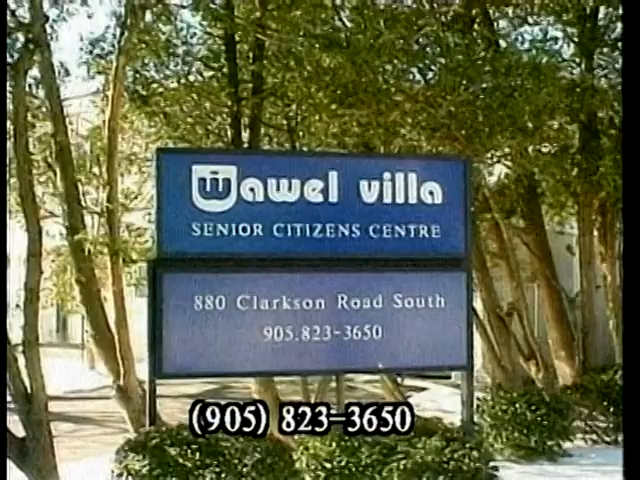 Wawel villa
SENIOR CITIZENS CENTRE
880 Clarkson Road South
905.823-3650
(905) 823-3650